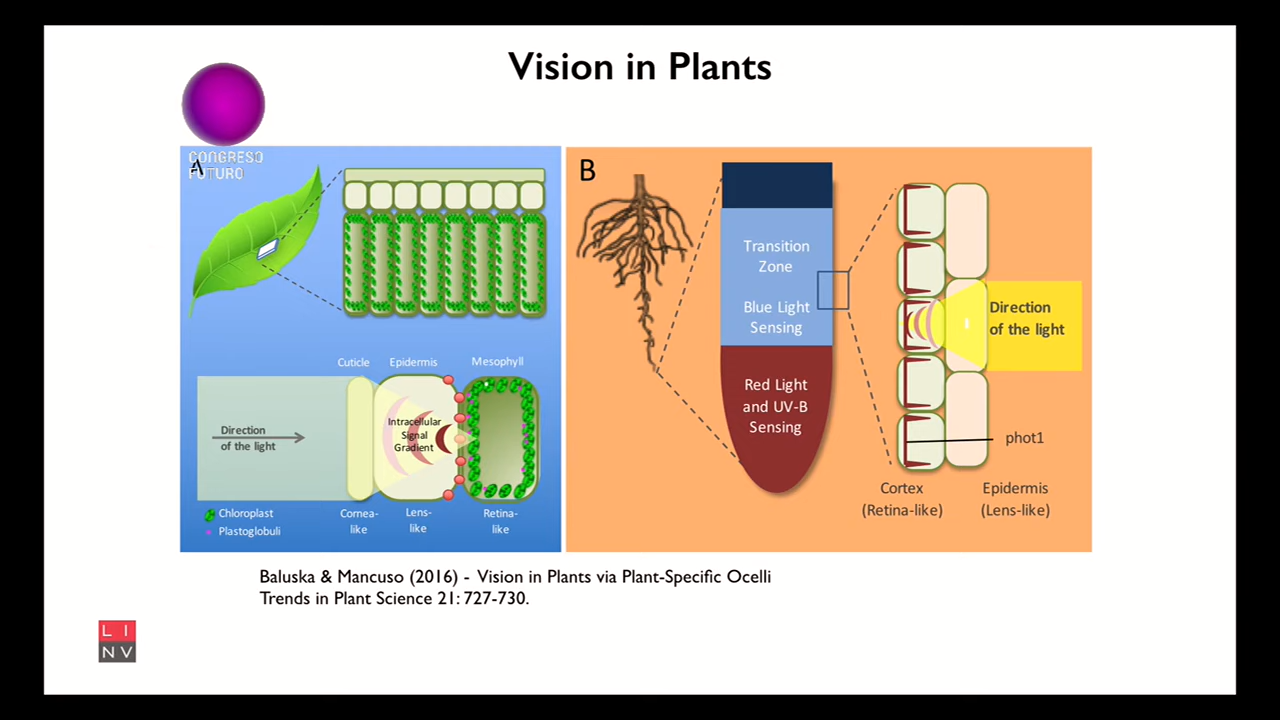 Vision in Plants
CONGRESO
FUTURO
A
Cuticle
Epidermis
Mesophyll
Direction
of the light
Intracellular
Signal
Gradient
Chloroplast
Plastoglobuli
Cornea-
like
Lens-
like
Retina-
like
B
Transition
Zone
Blue Light
Sensing
Red Light
and UV-B
Sensing
Direction
of the light
phot1
Cortex
(Retina-like)
Epidermis
(Lens-like)
Baluska & Mancuso (2016) - Vision in Plants via Plant-Specific Ocelli
Trends in Plant Science 21: 727-730.
L I
N V